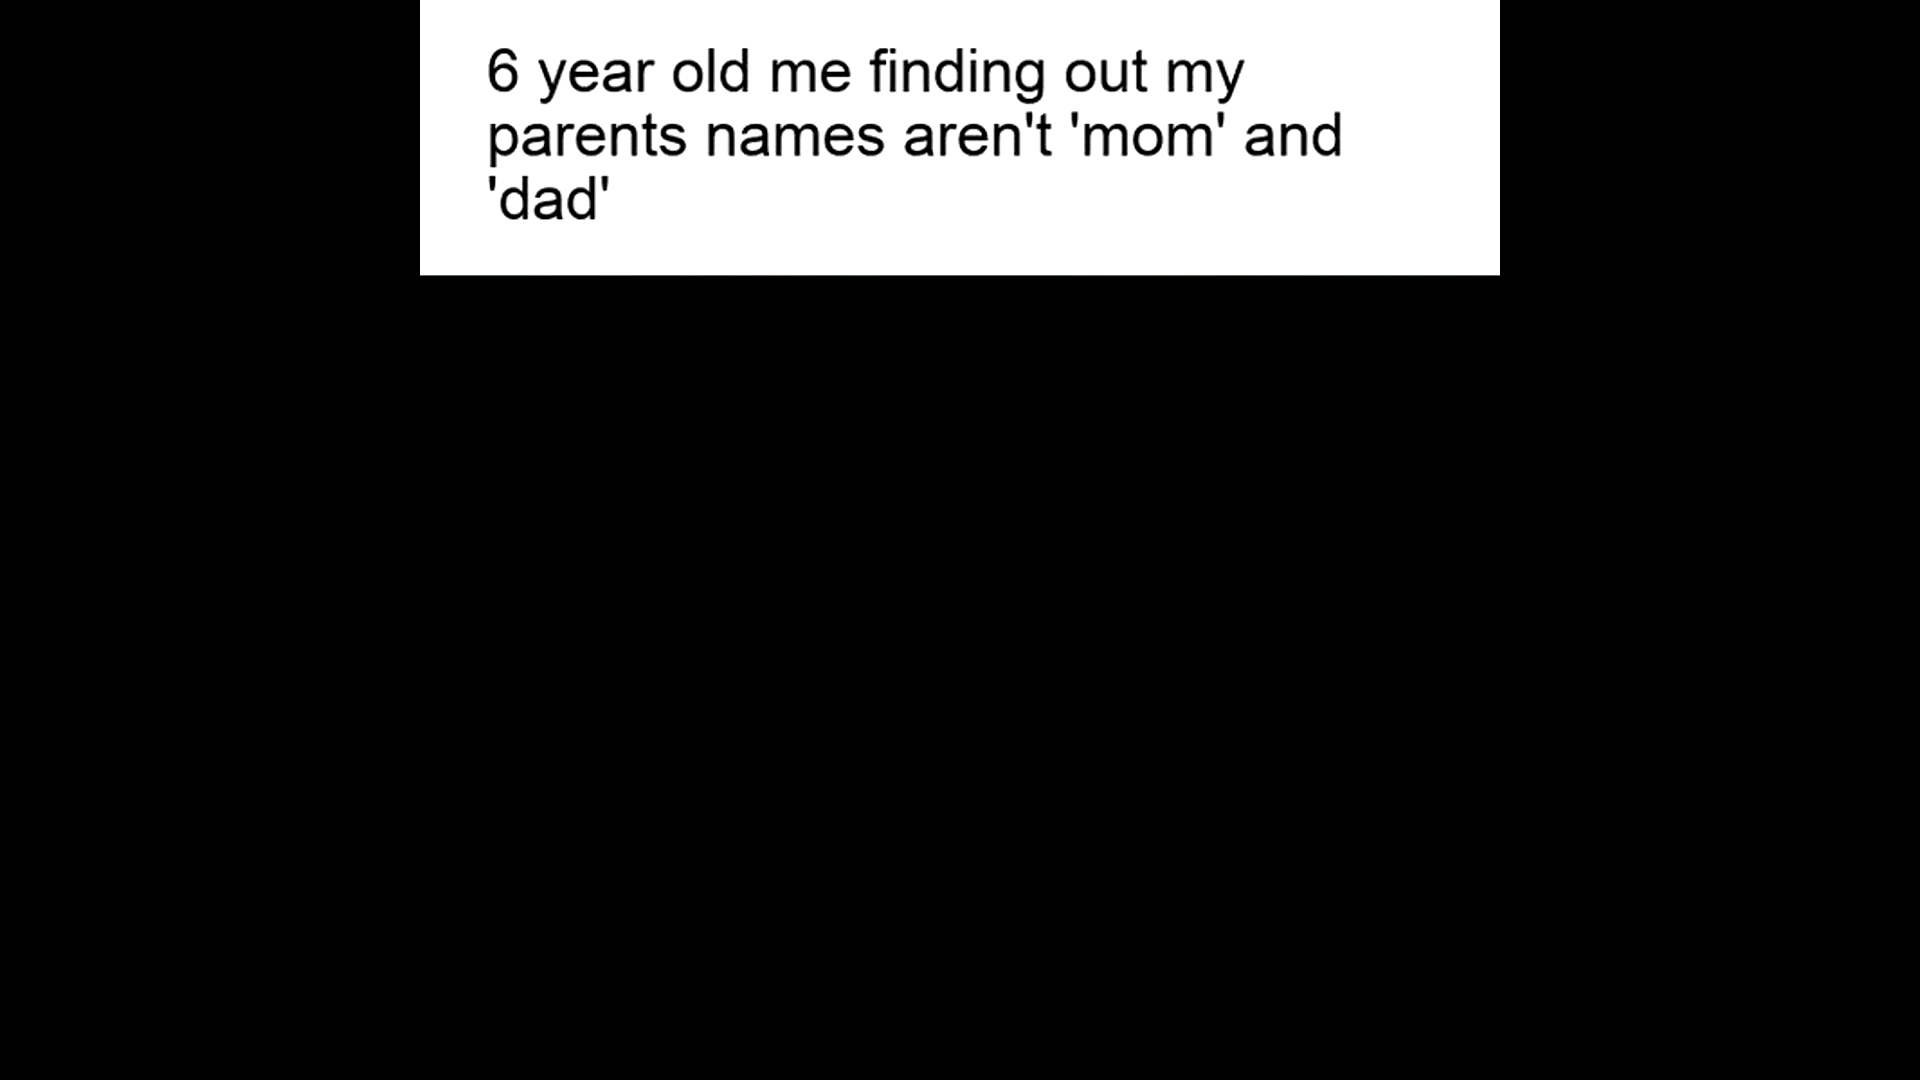 6 year old me finding out my
parents names aren't 'mom' and
'dad'